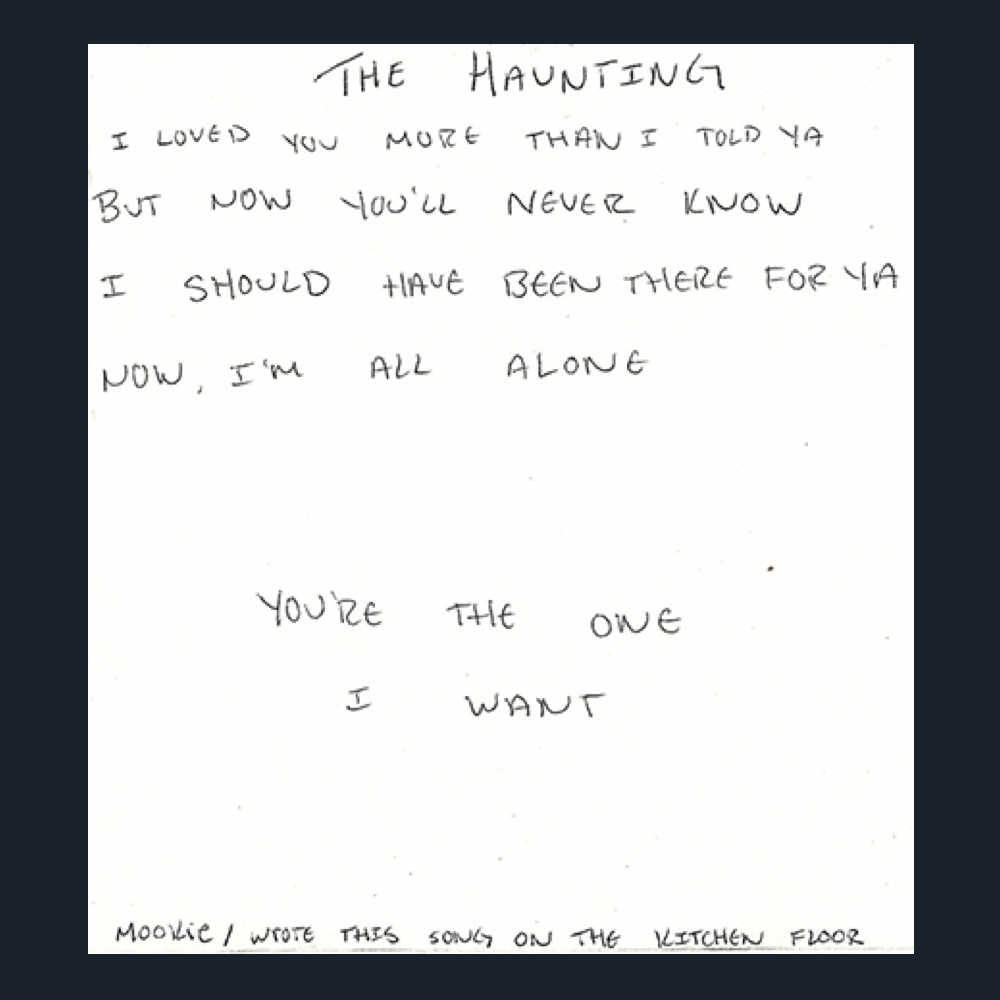 THE HAUNTING
I LOVED YOU MORE THAN I TOLD YA
BUT NOW YOU'LL NEVER KNOW
I SHOULD HAVE BEEN THERE FOR YA
NOW, I'M ALL ALONE
YOU'RE THE ONE
I WANT
MOOKie / WROTE THIS SONG ON THE KITCHEN FLOOR